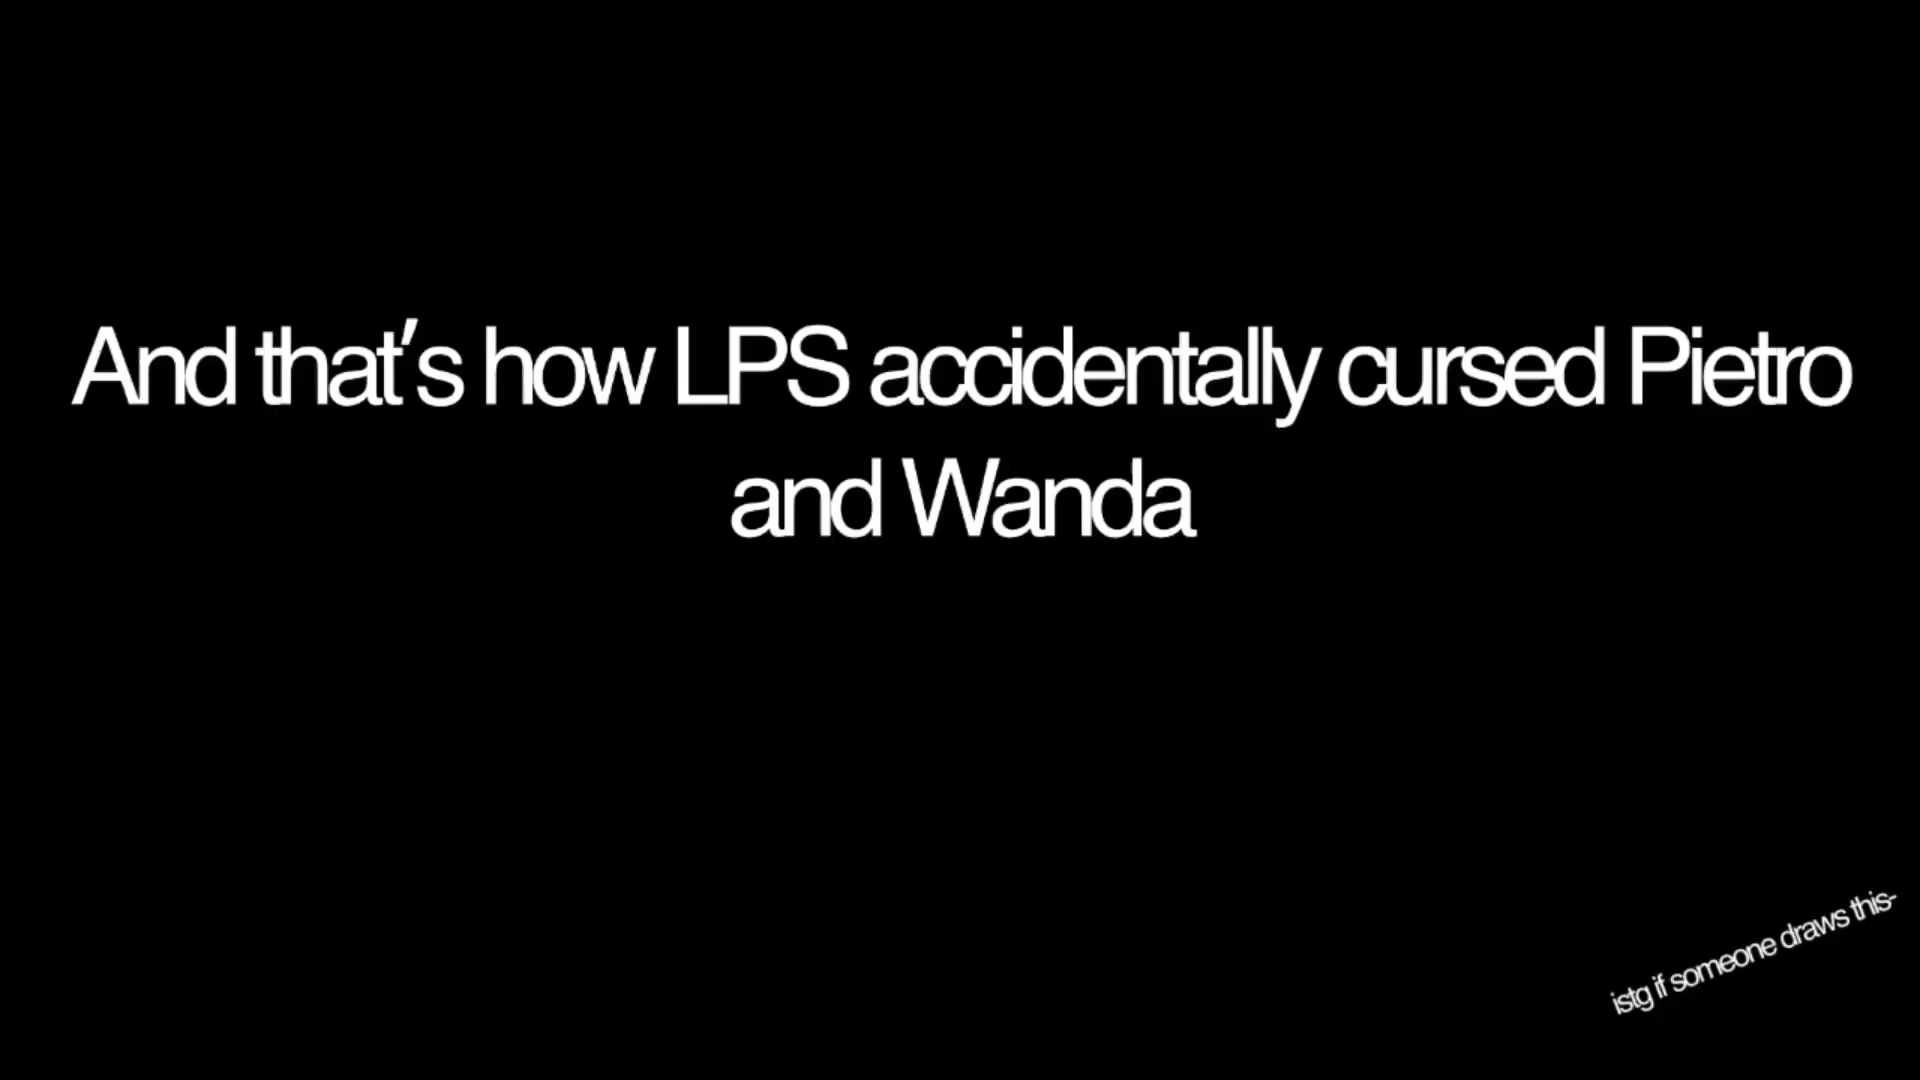 And that's how LPS accidentally cursed Pietro
and Wanda
istg if someone draws this-